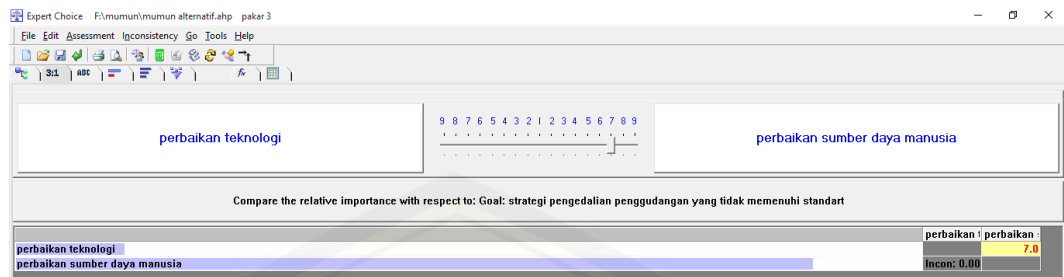 Expert Choice F:\mumun\mumun alternatif.ahp pakar 3
File Edit Assessment Inconsistency Go Tools Help
3:1 ABC fx
9 8 7 6 5 4 3 2 1 2 3 4 5 6 7 8 9
perbaikan teknologi
perbaikan sumber daya manusia
Compare the relative importance with respect to: Goal: strategi pengedalian penggudangan yang tidak memenuhi standart
perbaikan t perbaikan s
perbaikan teknologi 7.0
perbaikan sumber daya manusia Incon: 0.00